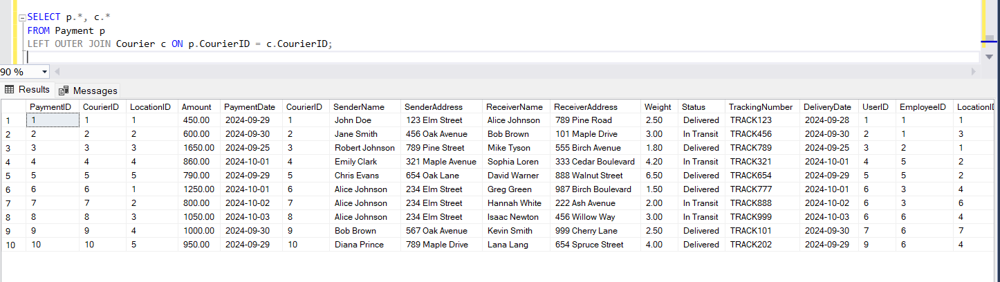 SELECT p.*, c.*
FROM Payment p
LEFT OUTER JOIN Courier c ON p.CourierID = c.CourierID;
90 %
Results Messages
PaymentID CourierID LocationID Amount PaymentDate CourierID SenderName SenderAddress ReceiverName ReceiverAddress Weight Status TrackingNumber DeliveryDate UserID EmployeeID LocationID
1 1 1 1 450.00 2024-09-29 1 John Doe 123 Elm Street Alice Johnson 789 Pine Road 2.50 Delivered TRACK123 2024-09-28 1 1 1
2 2 2 2 600.00 2024-09-30 2 Jane Smith 456 Oak Avenue Bob Brown 101 Maple Drive 3.00 In Transit TRACK456 2024-09-30 2 1 3
3 3 3 3 1650.00 2024-09-25 3 Robert Johnson 789 Pine Street Mike Tyson 555 Birch Avenue 1.80 Delivered TRACK789 2024-09-25 3 2 1
4 4 4 4 860.00 2024-10-01 4 Emily Clark 321 Maple Avenue Sophia Loren 333 Cedar Boulevard 4.20 In Transit TRACK321 2024-10-01 4 5 2
5 5 5 5 790.00 2024-09-29 5 Chris Evans 654 Oak Lane David Warner 888 Walnut Street 6.50 Delivered TRACK654 2024-09-29 5 5 2
6 6 6 1 1250.00 2024-10-01 6 Alice Johnson 234 Elm Street Greg Green 987 Birch Boulevard 1.50 Delivered TRACK777 2024-10-01 6 3 4
7 7 7 2 800.00 2024-10-02 7 Alice Johnson 234 Elm Street Hannah White 222 Ash Avenue 2.00 In Transit TRACK888 2024-10-02 6 3 6
8 8 8 3 1050.00 2024-10-03 8 Alice Johnson 234 Elm Street Isaac Newton 456 Willow Way 3.00 In Transit TRACK999 2024-10-03 6 6 4
9 9 9 4 1000.00 2024-09-30 9 Bob Brown 567 Oak Avenue Kevin Smith 999 Cherry Lane 2.50 Delivered TRACK101 2024-09-30 7 6 7
10 10 10 5 950.00 2024-09-29 10 Diana Prince 789 Maple Drive Lana Lang 654 Spruce Street 4.00 Delivered TRACK202 2024-09-29 9 6 4